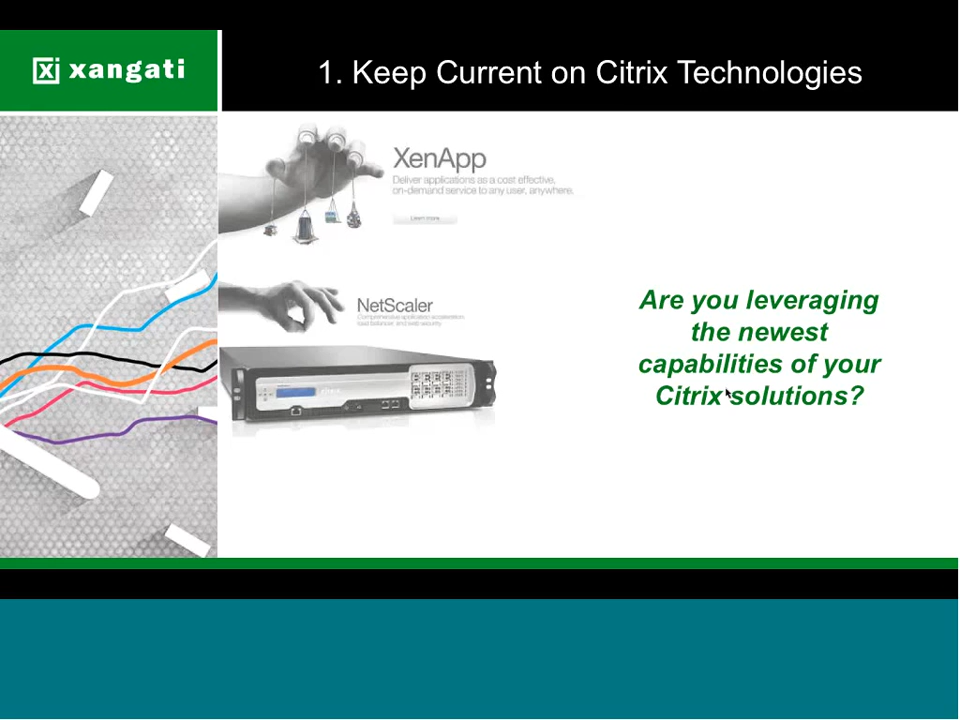 xi xangati
1. Keep Current on Citrix Technologies
XenApp
Deliver applications as a cost effective,
on-demand service to any user, anywhere.
Learn more
NetScaler
Comprehensive application acceleration,
load balancer and web security
Are you leveraging
the newest
capabilities of your
Citrix solutions?